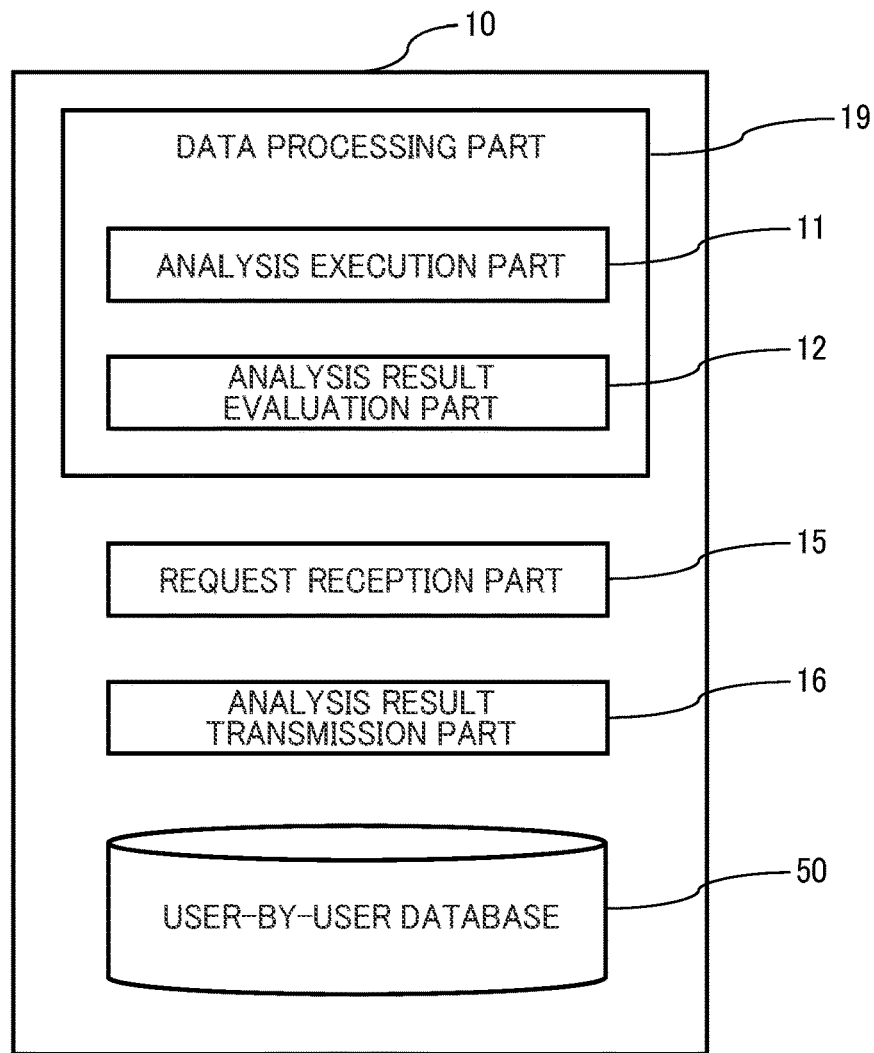 10
DATA PROCESSING PART
19
ANALYSIS EXECUTION PART
11
ANALYSIS RESULT
EVALUATION PART
12
REQUEST RECEPTION PART
15
ANALYSIS RESULT
TRANSMISSION PART
16
USER-BY-USER DATABASE
50